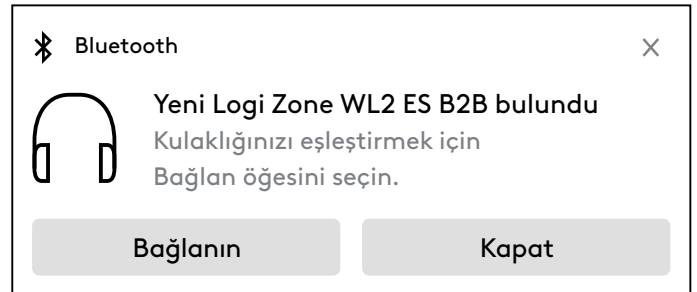 Bluetooth
Yeni Logi Zone WL2 ES B2B bulundu
Kulaklığınızı eşleştirmek için
Bağlan öğesini seçin.
Bağlanın
Kapat